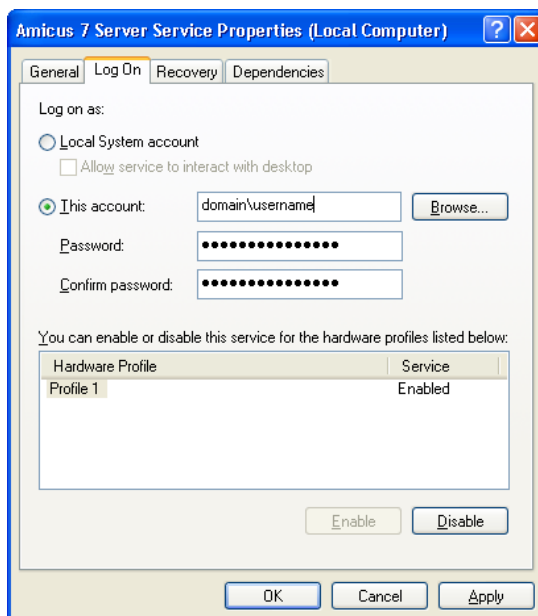 Amicus 7 Server Service Properties (Local Computer)
General Log On Recovery Dependencies
Log on as:
Local System account
Allow service to interact with desktop
This account: domain\username Browse...
Password: ●●●●●●●●●●●●●●●
Confirm password: ●●●●●●●●●●●●●●●
You can enable or disable this service for the hardware profiles listed below:
Hardware Profile Service
Profile 1 Enabled
Enable Disable
OK Cancel Apply